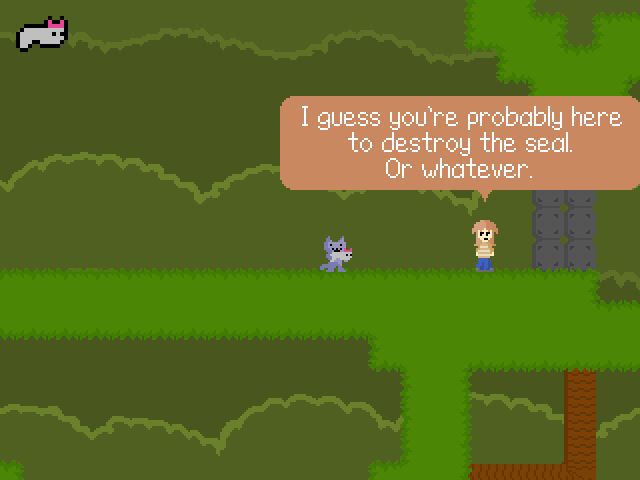 I guess you're probably here
to destroy the seal.
Or whatever.